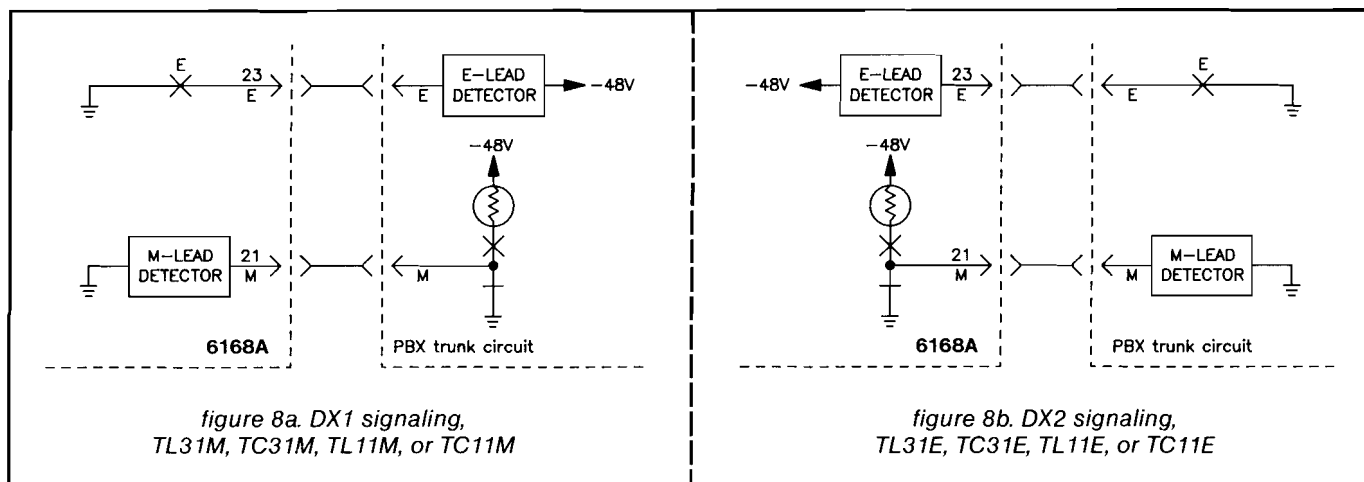 E
23
E
E
E-LEAD
DETECTOR
-48V
-48V
M-LEAD
DETECTOR
21
M
M
6168A
PBX trunk circuit
figure 8a. DX1 signaling,
TL31M, TC31M, TL11M, or TC11M
-48V
E-LEAD
DETECTOR
23
E
E
E
-48V
21
M
M
M-LEAD
DETECTOR
6168A
PBX trunk circuit
figure 8b. DX2 signaling,
TL31E, TC31E, TL11E, or TC11E